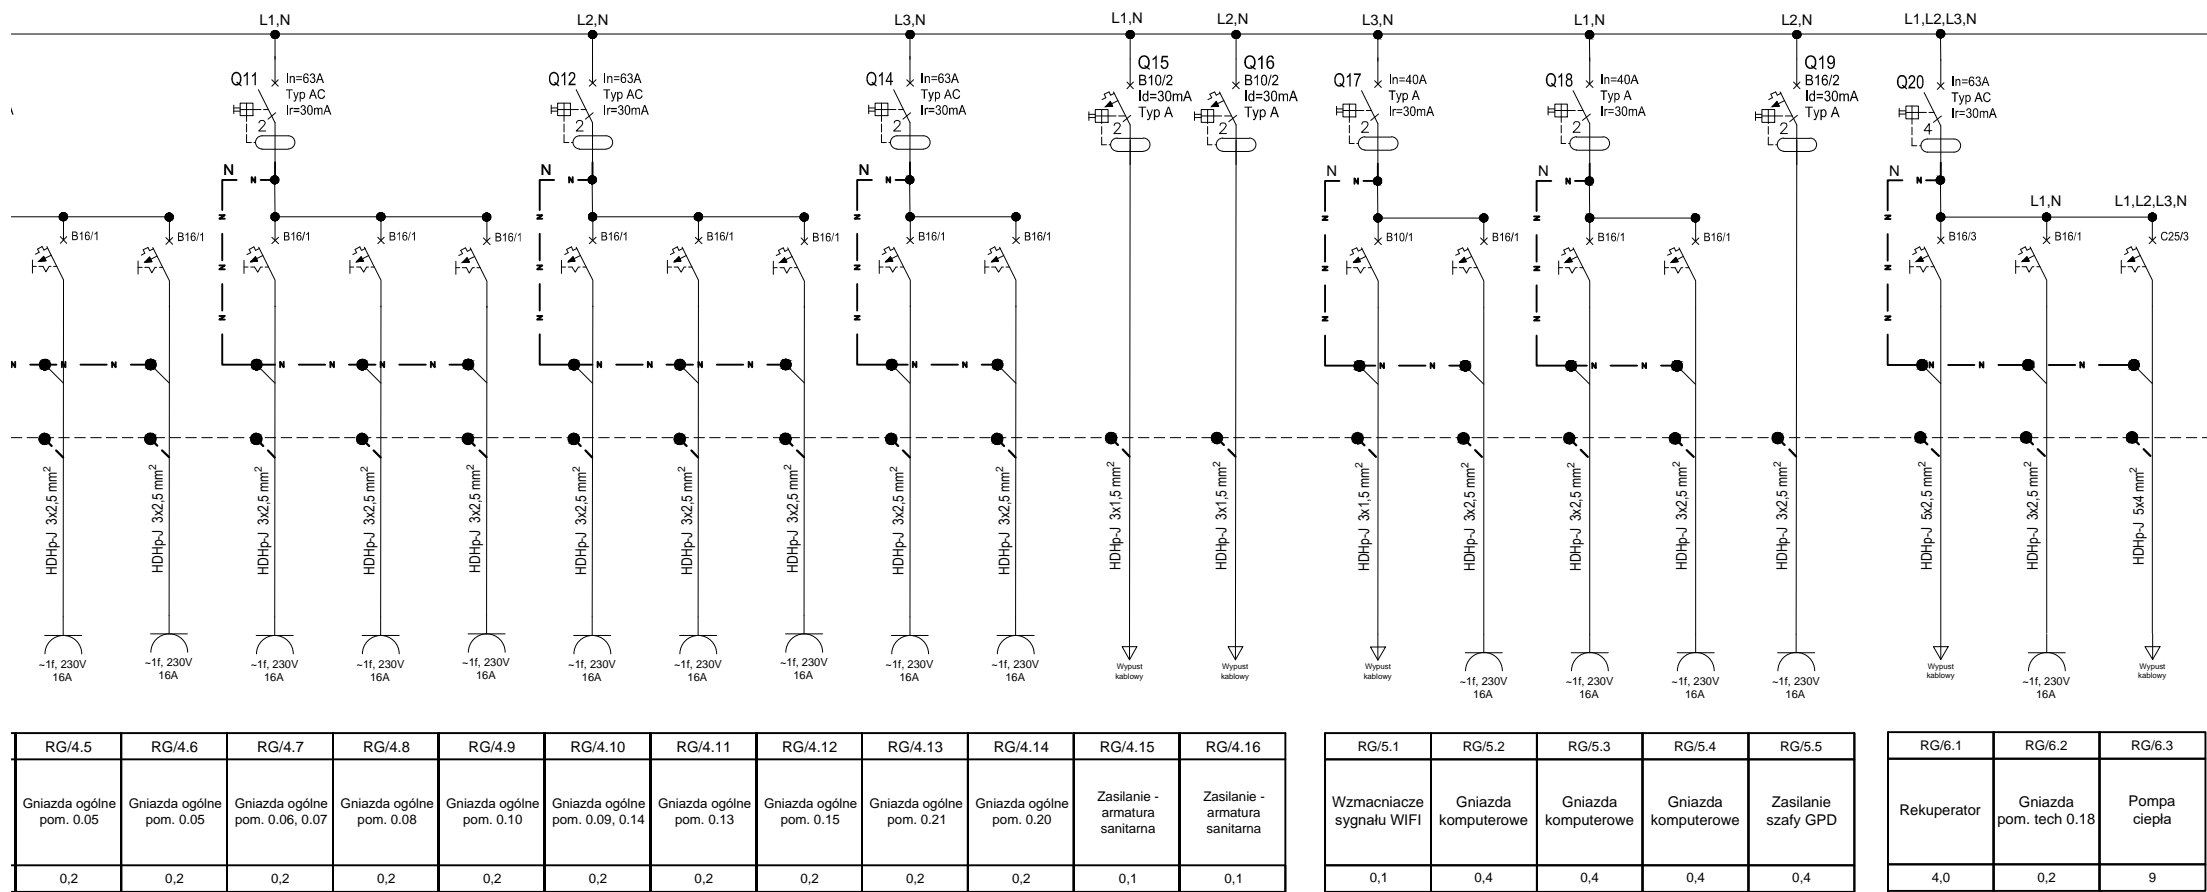 L1,N L2,N L3,N L1,N L2,N L3,N L1,N L2,N L1,L2,L3,N
Q11
In=63A
Typ AC
Ir=30mA
2
Q12
In=63A
Typ AC
Ir=30mA
2
Q14
In=63A
Typ AC
Ir=30mA
2
Q15
B10/2
Id=30mA
Typ A
2
Q16
B10/2
Id=30mA
Typ A
2
Q17
In=40A
Typ A
Ir=30mA
2
Q18
In=40A
Typ A
Ir=30mA
2
Q19
B16/2
Id=30mA
Typ A
2
Q20
In=63A
Typ AC
Ir=30mA
4
N N N N N N N N N N N N
L1,N L1,L2,L3,N
B16/1 B16/1 B16/1 B16/1 B16/1 B16/1 B16/1 B16/1 B16/1 B16/1 B10/1 B16/1 B16/1 B16/1 B16/3 B16/1 C25/3
N N N N N N
N N N N N N
N N N N N N N N N N N N N N N N
HDHp-J 3x2,5 mm²
HDHp-J 3x2,5 mm²
HDHp-J 3x2,5 mm²
HDHp-J 3x2,5 mm²
HDHp-J 3x2,5 mm²
HDHp-J 3x2,5 mm²
HDHp-J 3x2,5 mm²
HDHp-J 3x2,5 mm²
HDHp-J 3x2,5 mm²
HDHp-J 3x2,5 mm²
HDHp-J 3x1,5 mm²
HDHp-J 3x1,5 mm²
HDHp-J 3x1,5 mm²
HDHp-J 3x2,5 mm²
HDHp-J 3x2,5 mm²
HDHp-J 3x2,5 mm²
HDHp-J 3x2,5 mm²
HDHp-J 5x2,5 mm²
HDHp-J 3x2,5 mm²
HDHp-J 5x4 mm²
~1f, 230V
16A
~1f, 230V
16A
~1f, 230V
16A
~1f, 230V
16A
~1f, 230V
16A
~1f, 230V
16A
~1f, 230V
16A
~1f, 230V
16A
~1f, 230V
16A
~1f, 230V
16A
Wypust
kablowy
Wypust
kablowy
Wypust
kablowy
~1f, 230V
16A
~1f, 230V
16A
~1f, 230V
16A
~1f, 230V
16A
Wypust
kablowy
~1f, 230V
16A
Wypust
kablowy
RG/4.5 RG/4.6 RG/4.7 RG/4.8 RG/4.9 RG/4.10 RG/4.11 RG/4.12 RG/4.13 RG/4.14 RG/4.15 RG/4.16 RG/5.1 RG/5.2 RG/5.3 RG/5.4 RG/5.5 RG/6.1 RG/6.2 RG/6.3
Gniazda ogólne
pom. 0.05
Gniazda ogólne
pom. 0.05
Gniazda ogólne
pom. 0.06, 0.07
Gniazda ogólne
pom. 0.08
Gniazda ogólne
pom. 0.10
Gniazda ogólne
pom. 0.09, 0.14
Gniazda ogólne
pom. 0.13
Gniazda ogólne
pom. 0.15
Gniazda ogólne
pom. 0.21
Gniazda ogólne
pom. 0.20
Zasilanie -
armatura
sanitarna
Zasilanie -
armatura
sanitarna
Wzmacniacze
sygnału WIFI
Gniazda
komputerowe
Gniazda
komputerowe
Gniazda
komputerowe
Zasilanie
szafy GPD
Rekuperator
Gniazda
pom. tech 0.18
Pompa
ciepła
0,2 0,2 0,2 0,2 0,2 0,2 0,2 0,2 0,2 0,2 0,1 0,1 0,1 0,4 0,4 0,4 0,4 4,0 0,2 9